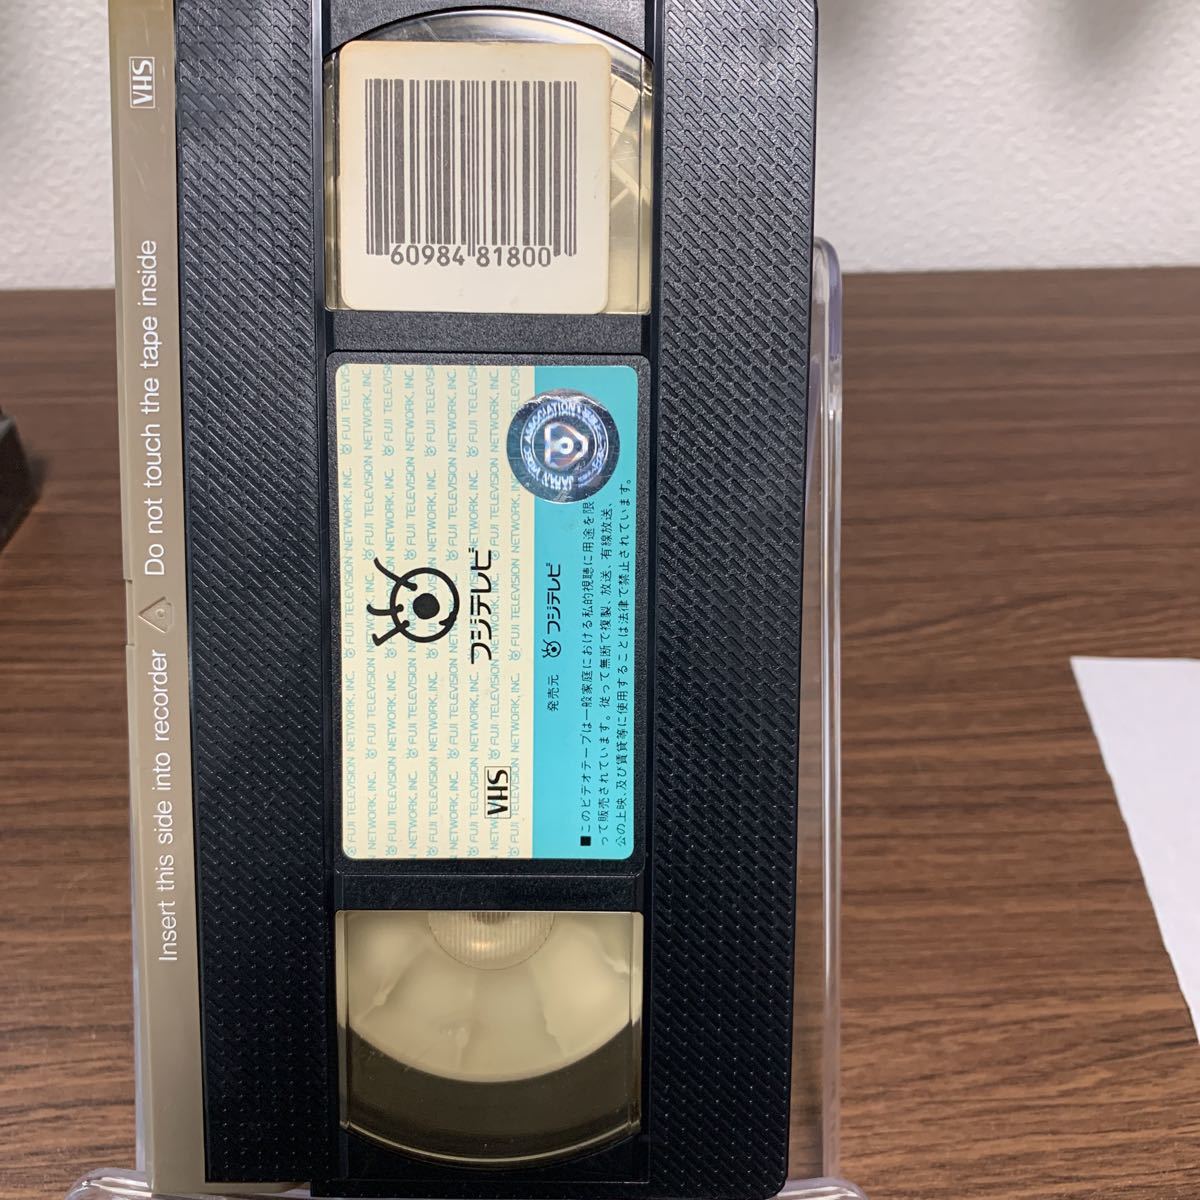 VHS
Insert this side into recorder
Do not touch the tape inside
60984 81800
FUJI TELEVISION NETWORK, INC.
フジテレビ
VHS
JAPAN VIDEO ASSOCIATION
発売元 フジテレビ
■このビデオテープは一般家庭における私的視聴に用途を限
って販売されています。従って無断で複製、放送、有線放送、
公の上映、及び賃貸等に使用することは法律で禁止されています。